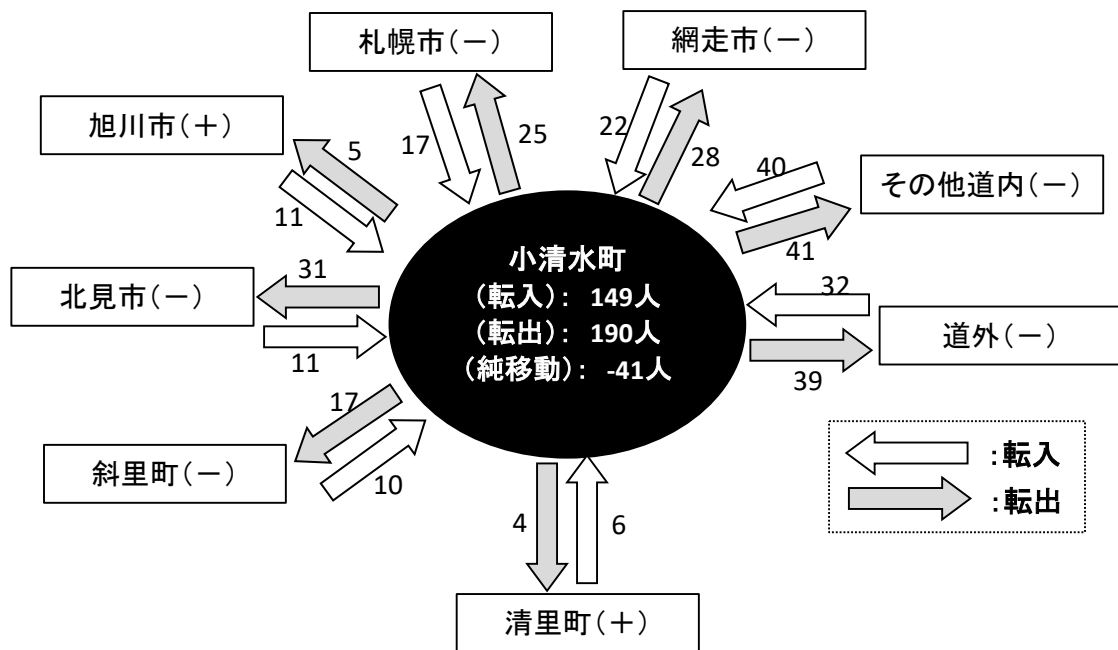 札幌市(－)
網走市(－)
旭川市(＋)
17
25
22
28
5
11
40
41
その他道内(－)
北見市(－)
31
11
小清水町
(転入): 149人
(転出): 190人
(純移動): -41人
32
39
道外(－)
斜里町(－)
17
10
4
6
清里町(＋)
:転入
:転出